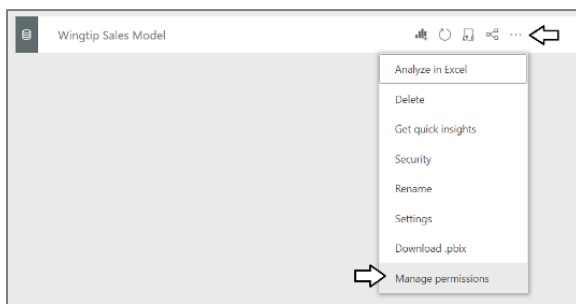 Wingtip Sales Model
Analyze in Excel
Delete
Get quick insights
Security
Rename
Settings
Download .pbix
Manage permissions